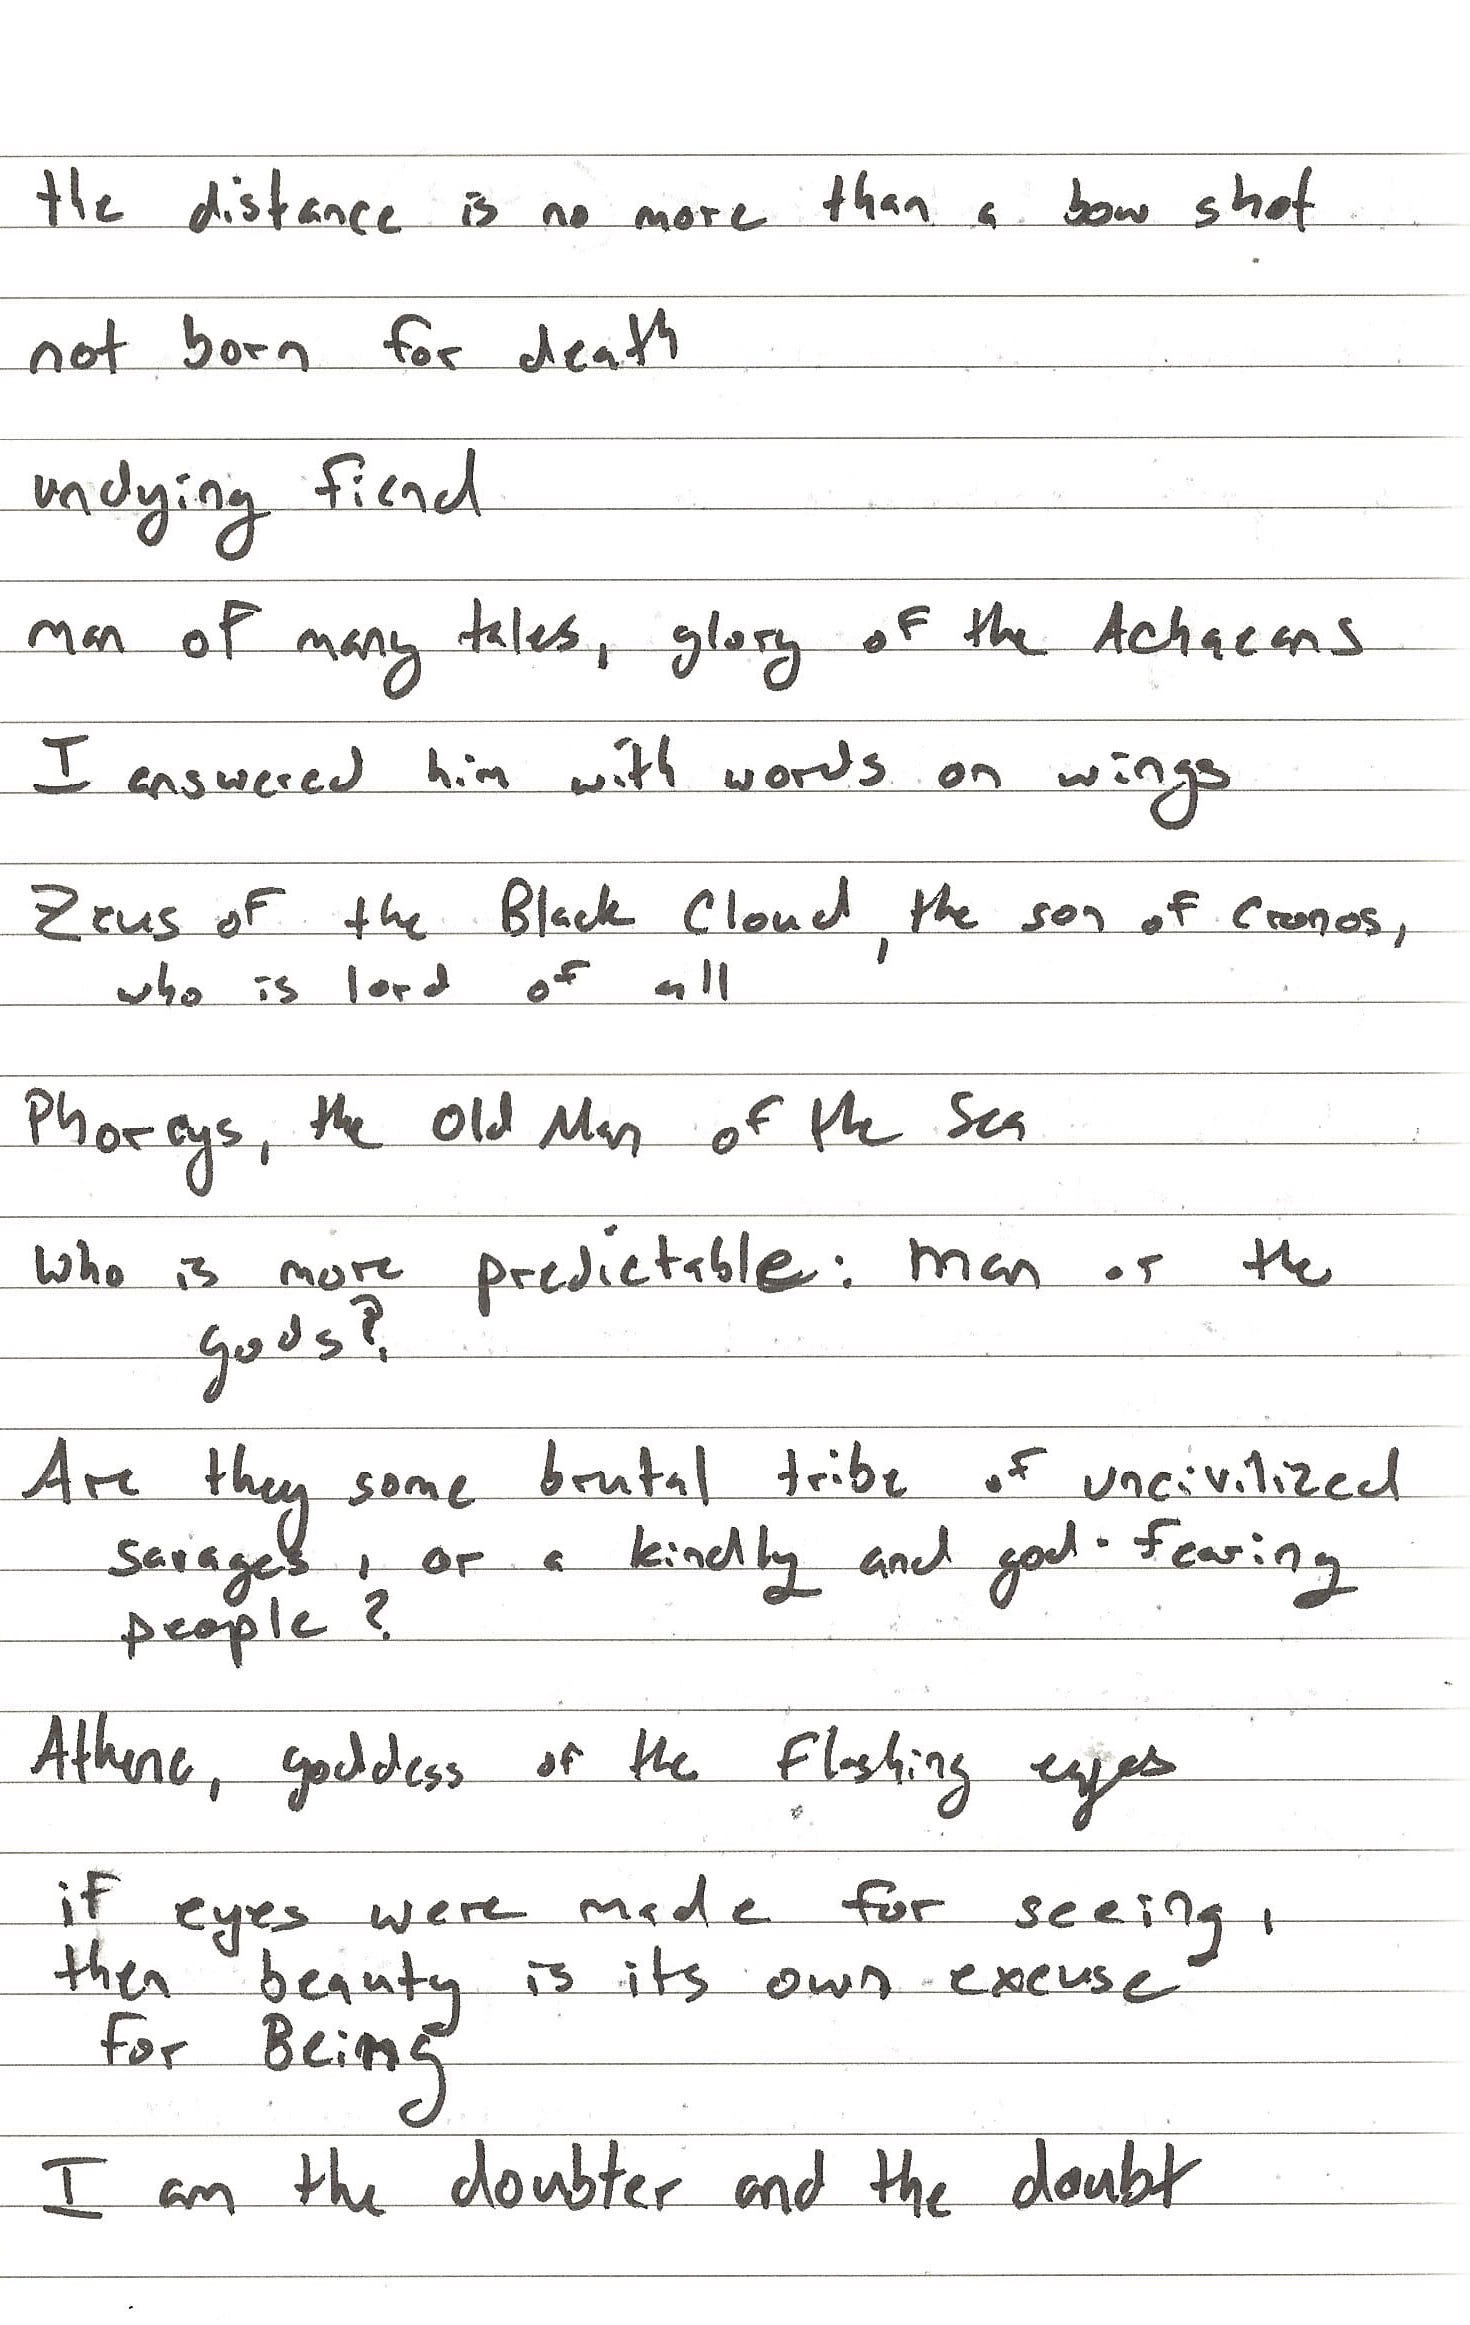 the distance is no more than a bow shot
not born for death
undying fiend
man of many tales, glory of the Achaeans
I answered him with words on wings
Zeus of the Black Cloud, the son of Cronos,
who is lord of all
Phorcys, the Old Man of the Sea
Who is more predictable: man or the
gods?
Are they some brutal tribe of uncivilized
savages, or a kindly and god-fearing
people?
Athene, goddess of the flashing eyes
if eyes were made for seeing,
then beauty is its own excuse
for Being
I am the doubter and the doubt